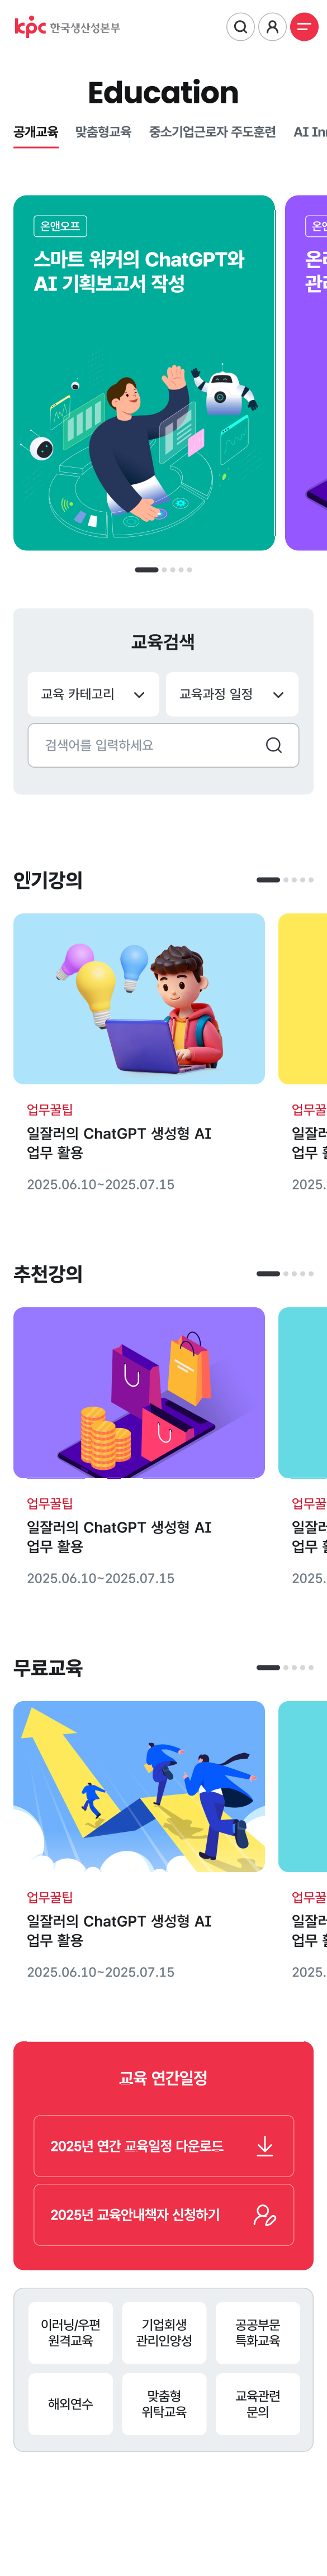 kpc 한국생산성본부
Education
공개교육 맞춤형교육 중소기업근로자 주도훈련 AI
온앤오프
스마트 워커의 ChatGPT와
AI 기획보고서 작성
교육검색
교육 카테고리 교육과정 일정
검색어를 입력하세요
인기강의
업무꿀팁
일잘러의 ChatGPT 생성형 AI
업무 활용
2025.06.10~2025.07.15
업무꿀
일잘러
업무
2025.
추천강의
업무꿀팁
일잘러의 ChatGPT 생성형 AI
업무 활용
2025.06.10~2025.07.15
업무꿀
일잘러
업무
2025.
무료교육
업무꿀팁
일잘러의 ChatGPT 생성형 AI
업무 활용
2025.06.10~2025.07.15
업무꿀
일잘러
업무
2025.
교육 연간일정
2025년 연간 교육일정 다운로드
2025년 교육안내책자 신청하기
이러닝/우편
원격교육
기업회생
관리인양성
공공부문
특화교육
해외연수
맞춤형
위탁교육
교육관련
문의